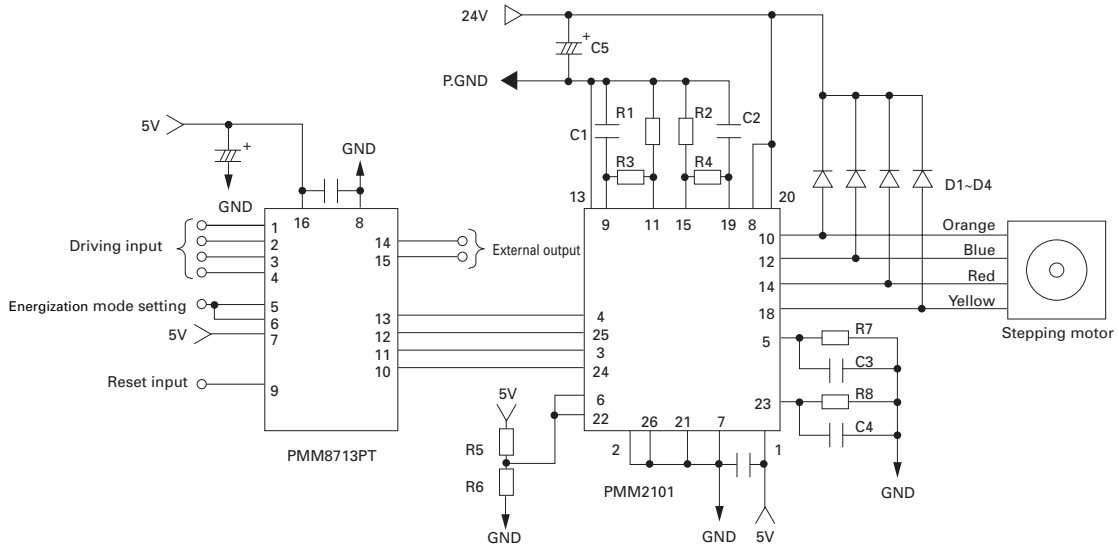 24V
+
C5
P.GND
R1
R2
C2
C1
R3
R4
5V
+
GND
GND
13
9
11
15
19
8
20
D1~D4
16
8
Driving input
1
2
3
4
14
15
External output
10
Orange
12
Blue
14
Red
18
Yellow
Stepping motor
Energization mode setting
5
6
5V
7
13
12
11
10
4
25
3
24
5
R7
C3
Reset input
9
5V
6
22
23
R8
C4
R5
R6
26
21
7
2
1
PMM8713PT
PMM2101
GND
GND
GND
5V